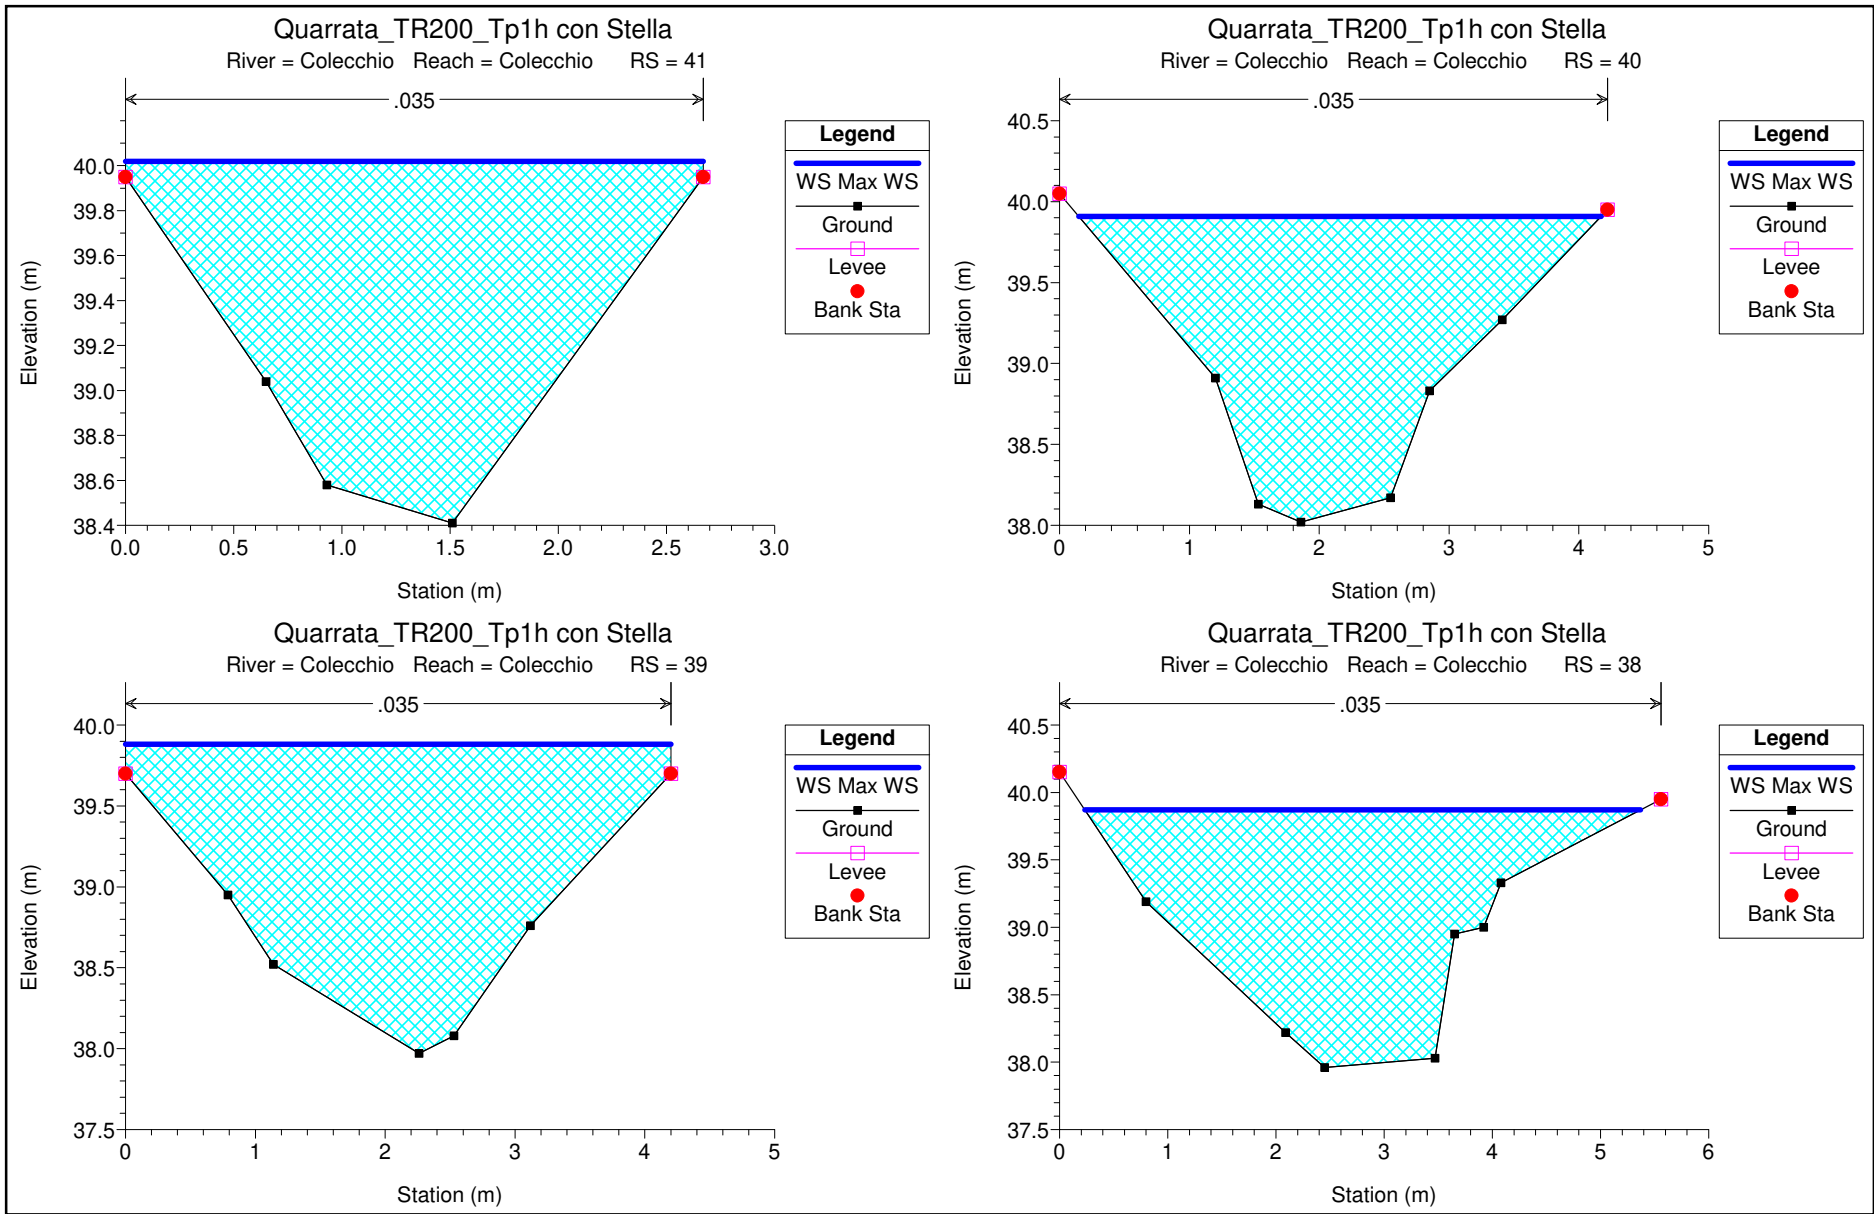 Quarrata_TR200_Tp1h con Stella
River = Colecchio Reach = Colecchio RS = 41
.035
40.0
39.8
39.6
39.4
39.2
39.0
38.8
38.6
38.4
0.0 0.5 1.0 1.5 2.0 2.5 3.0
Elevation (m)
Station (m)
Legend
WS Max WS
Ground
Levee
Bank Sta
Quarrata_TR200_Tp1h con Stella
River = Colecchio Reach = Colecchio RS = 40
.035
40.5
40.0
39.5
39.0
38.5
38.0
0 1 2 3 4 5
Elevation (m)
Station (m)
Legend
WS Max WS
Ground
Levee
Bank Sta
Quarrata_TR200_Tp1h con Stella
River = Colecchio Reach = Colecchio RS = 39
.035
40.0
39.5
39.0
38.5
38.0
37.5
0 1 2 3 4 5
Elevation (m)
Station (m)
Legend
WS Max WS
Ground
Levee
Bank Sta
Quarrata_TR200_Tp1h con Stella
River = Colecchio Reach = Colecchio RS = 38
.035
40.5
40.0
39.5
39.0
38.5
38.0
37.5
0 1 2 3 4 5 6
Elevation (m)
Station (m)
Legend
WS Max WS
Ground
Levee
Bank Sta